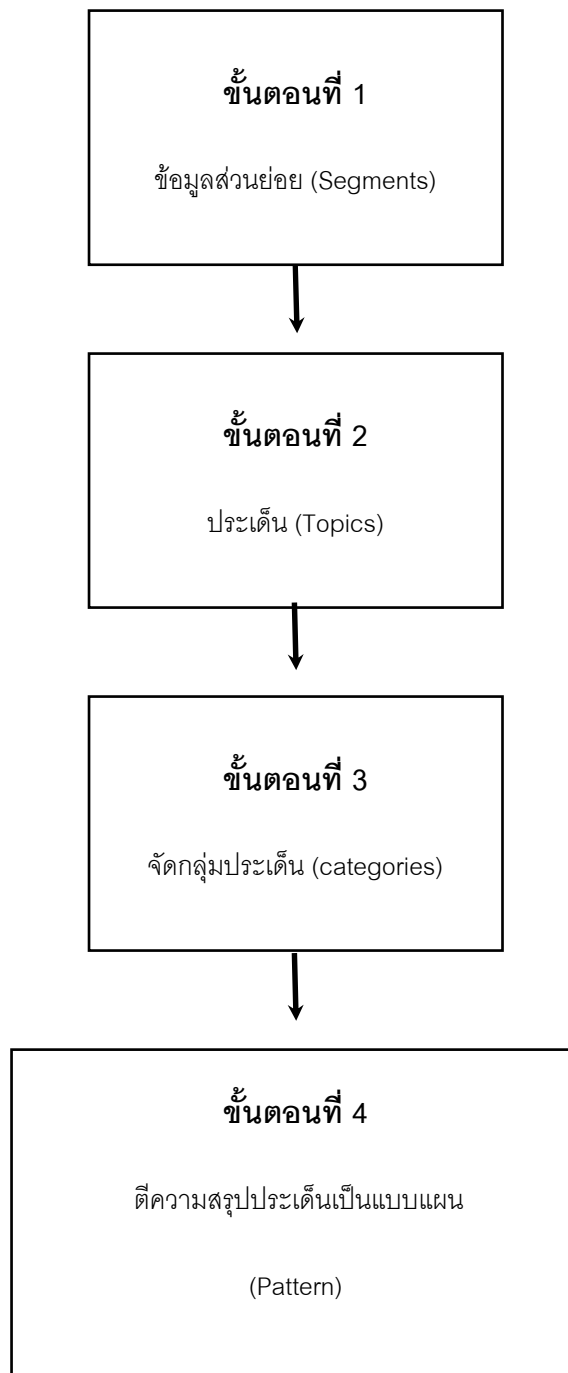 ขั้นตอนที่ 1
ข้อมูลส่วนย่อย (Segments)
ขั้นตอนที่ 2
ประเด็น (Topics)
ขั้นตอนที่ 3
จัดกลุ่มประเด็น (categories)
ขั้นตอนที่ 4
ตีความสรุปประเด็นเป็นแบบแผน
(Pattern)